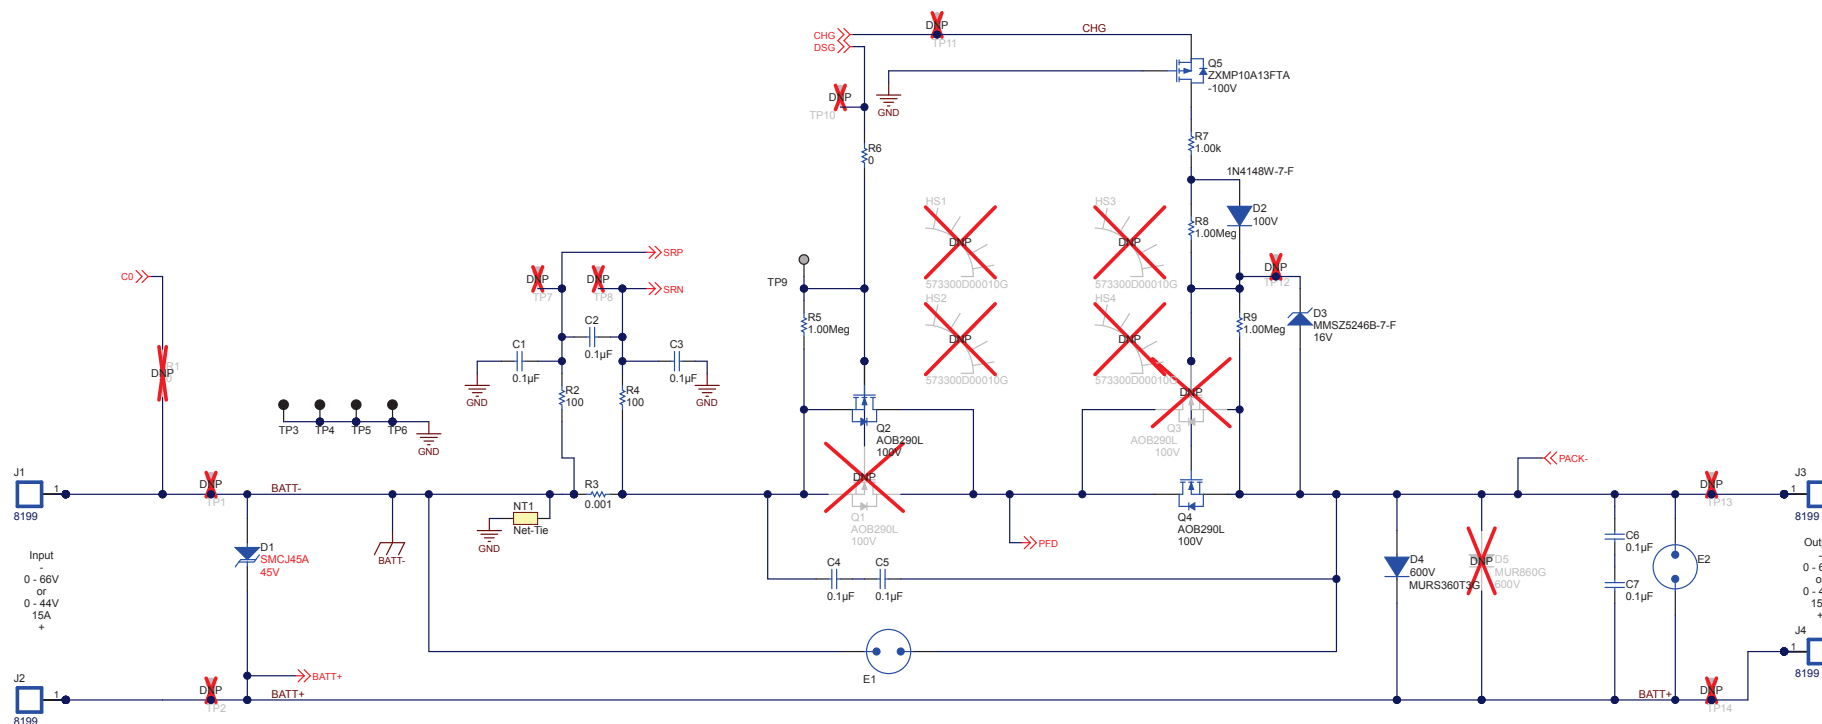 DNP
TP11
CHG
CHG
DSG
Q5
ZXMP10A13FTA
-100V
DNP
TP10
GND
R6
0
R7
1.00k
1N4148W-7-F
D2
100V
HS1
DNP
573300D00010G
HS3
DNP
573300D00010G
R8
1.00Meg
C0
SRP
DNP
TP7
DNP
TP8
SRN
TP9
DNP
TP12
HS2
DNP
573300D00010G
HS4
DNP
R5
1.00Meg
R9
1.00Meg
D3
MMSZ5246B-7-F
16V
C2
0.1µF
C1
0.1µF
C3
0.1µF
GND
GND
R2
100
R4
100
DNP
TP3
TP4
TP5
TP6
GND
Q2
AOB290L
100V
DNP
Q3
AOB290L
100V
J1
1
8199
DNP
TP1
BATT-
R3
0.001
NT1
Net-Tie
GND
BATT-
DNP
Q1
AOB290L
100V
Q4
AOB290L
100V
PFD
PACK-
DNP
TP13
J3
1
8199
D1
SMCJ45A
45V
Input
-
0 - 66V
or
0 - 44V
15A
+
C4
0.1µF
C5
0.1µF
D4
600V
MURS360T3G
DNP
D5
MUR860G
600V
C6
0.1µF
C7
0.1µF
E2
E1
BATT+
J2
1
8199
DNP
TP2
BATT+
BATT+
DNP
TP14
J4
1
8199